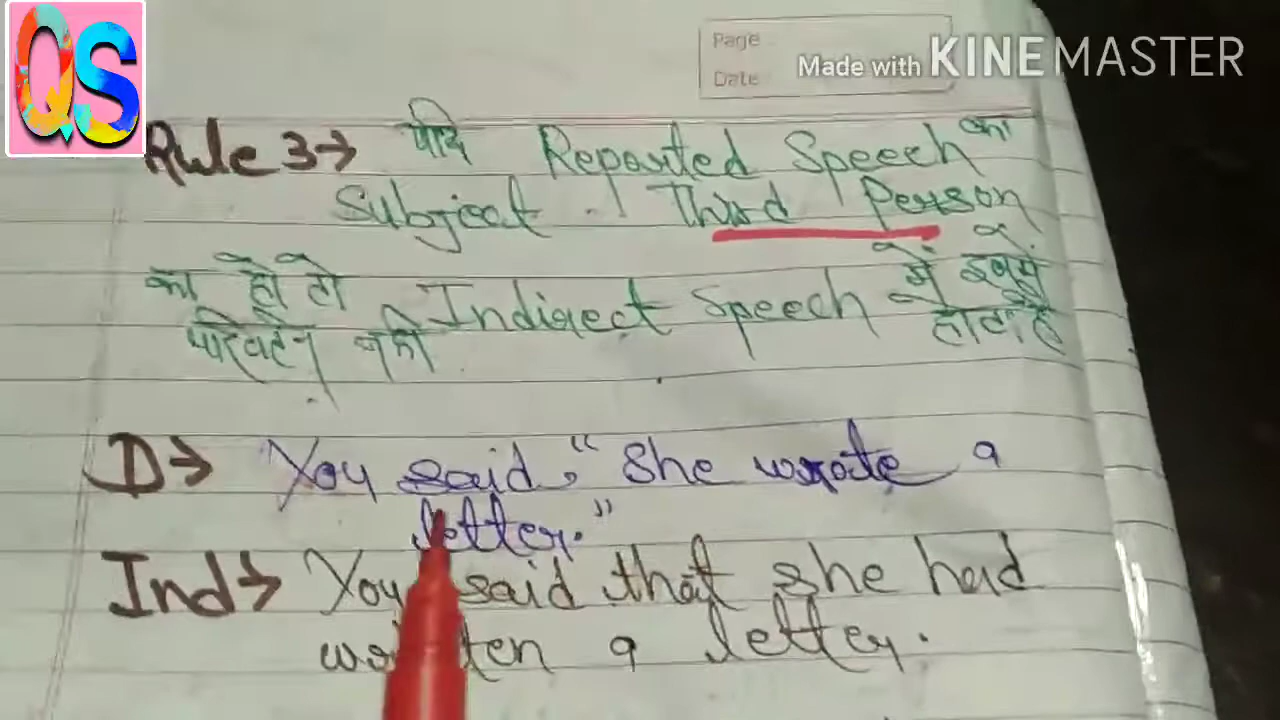 QS
Page
Date
Made with KINEMASTER
Rule 3→ यदि Reported Speech का
Subject Third Person
का हो तो Indirect Speech में इसमें
परिवर्तन नहीं होता है
D→ You said, "She wrote a
letter."
Ind→ You said that she had
written a letter.